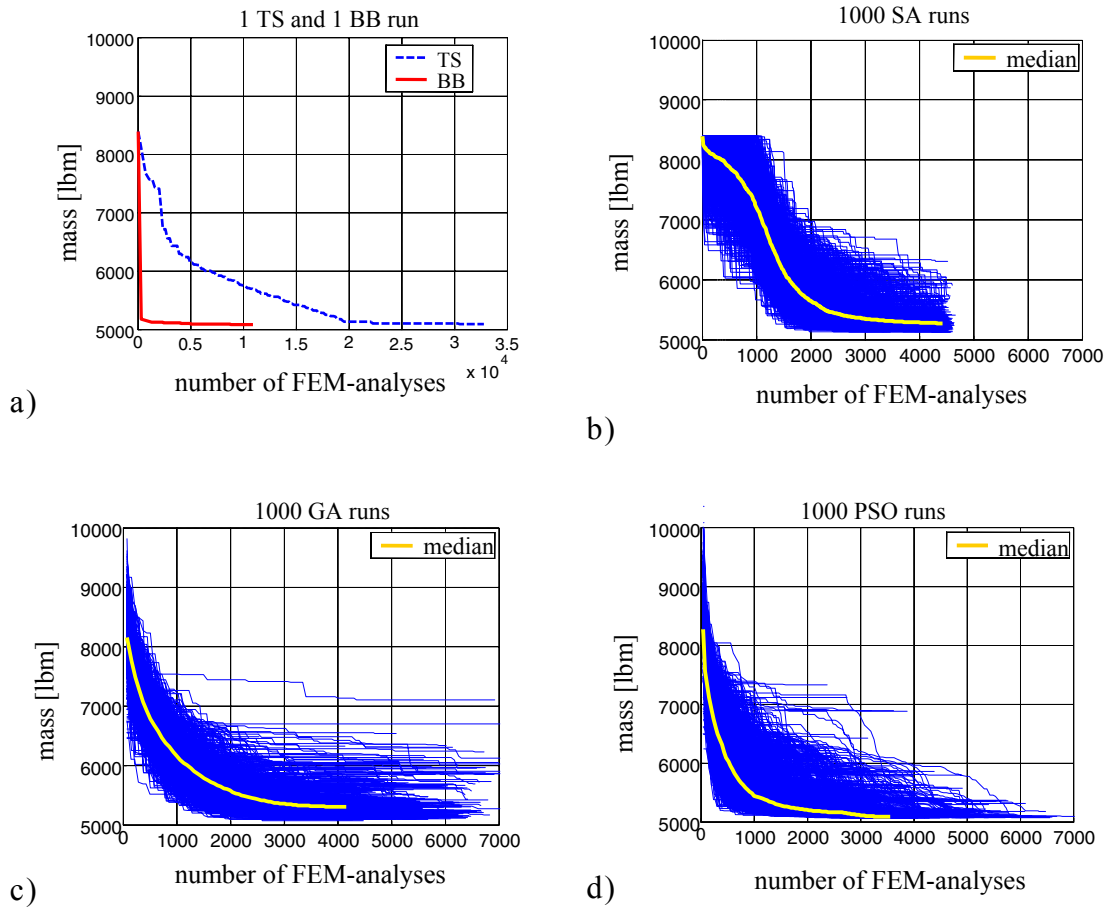 1 TS and 1 BB run
10000
9000
8000
7000
6000
5000
mass [lbm]
TS
BB
0 0.5 1 1.5 2 2.5 3 3.5
x 10^4
number of FEM-analyses
a)
1000 SA runs
10000
9000
8000
7000
6000
5000
mass [lbm]
median
0 1000 2000 3000 4000 5000 6000 7000
number of FEM-analyses
b)
1000 GA runs
10000
9000
8000
7000
6000
5000
mass [lbm]
median
0 1000 2000 3000 4000 5000 6000 7000
number of FEM-analyses
c)
1000 PSO runs
10000
9000
8000
7000
6000
5000
mass [lbm]
median
0 1000 2000 3000 4000 5000 6000 7000
number of FEM-analyses
d)